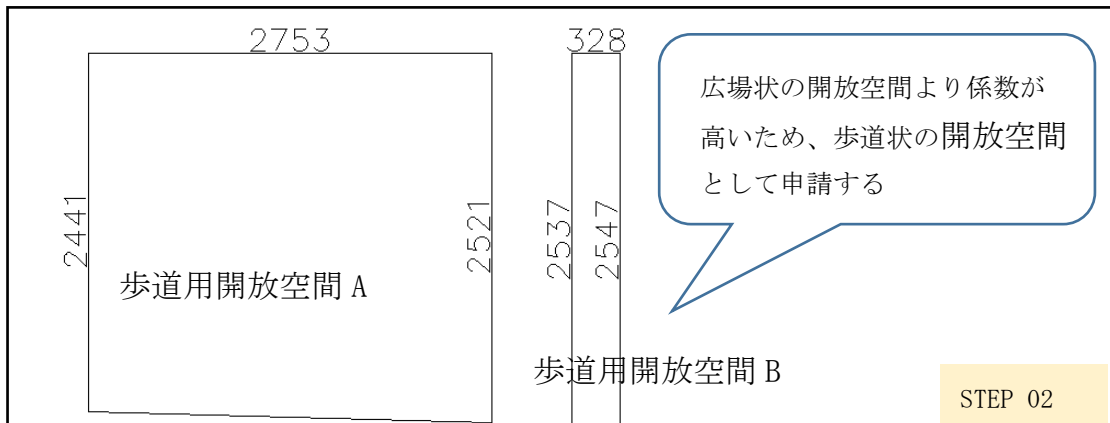 2753
328
広場状の開放空間より係数が
高いため、歩道状の開放空間
として申請する
2441
2521
2537
2547
歩道用開放空間 A
歩道用開放空間 B
STEP 02